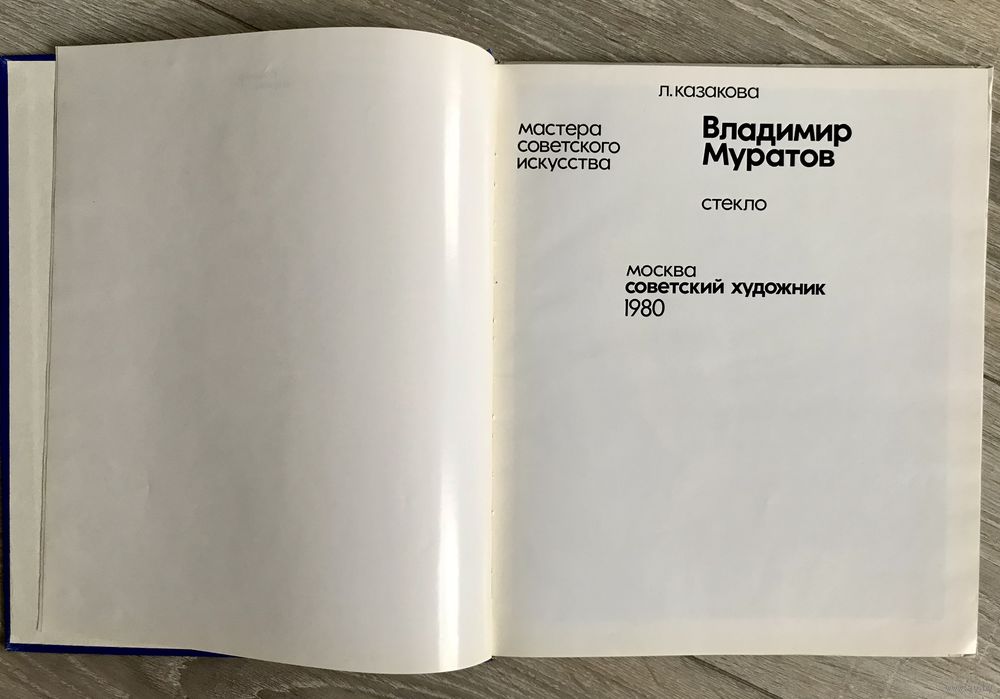 Л. Казакова
Мастера
советского
искусства
Владимир
Муратов
стекло
Москва
Советский художник
1980